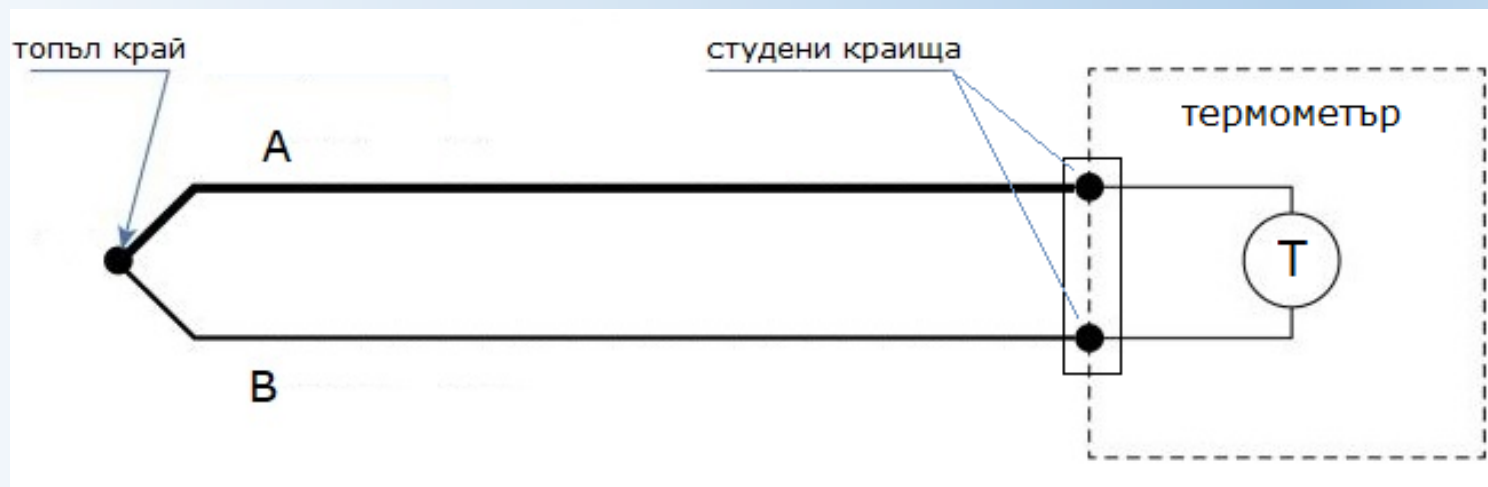 топъл край
студени краища
термометър
A
T
B